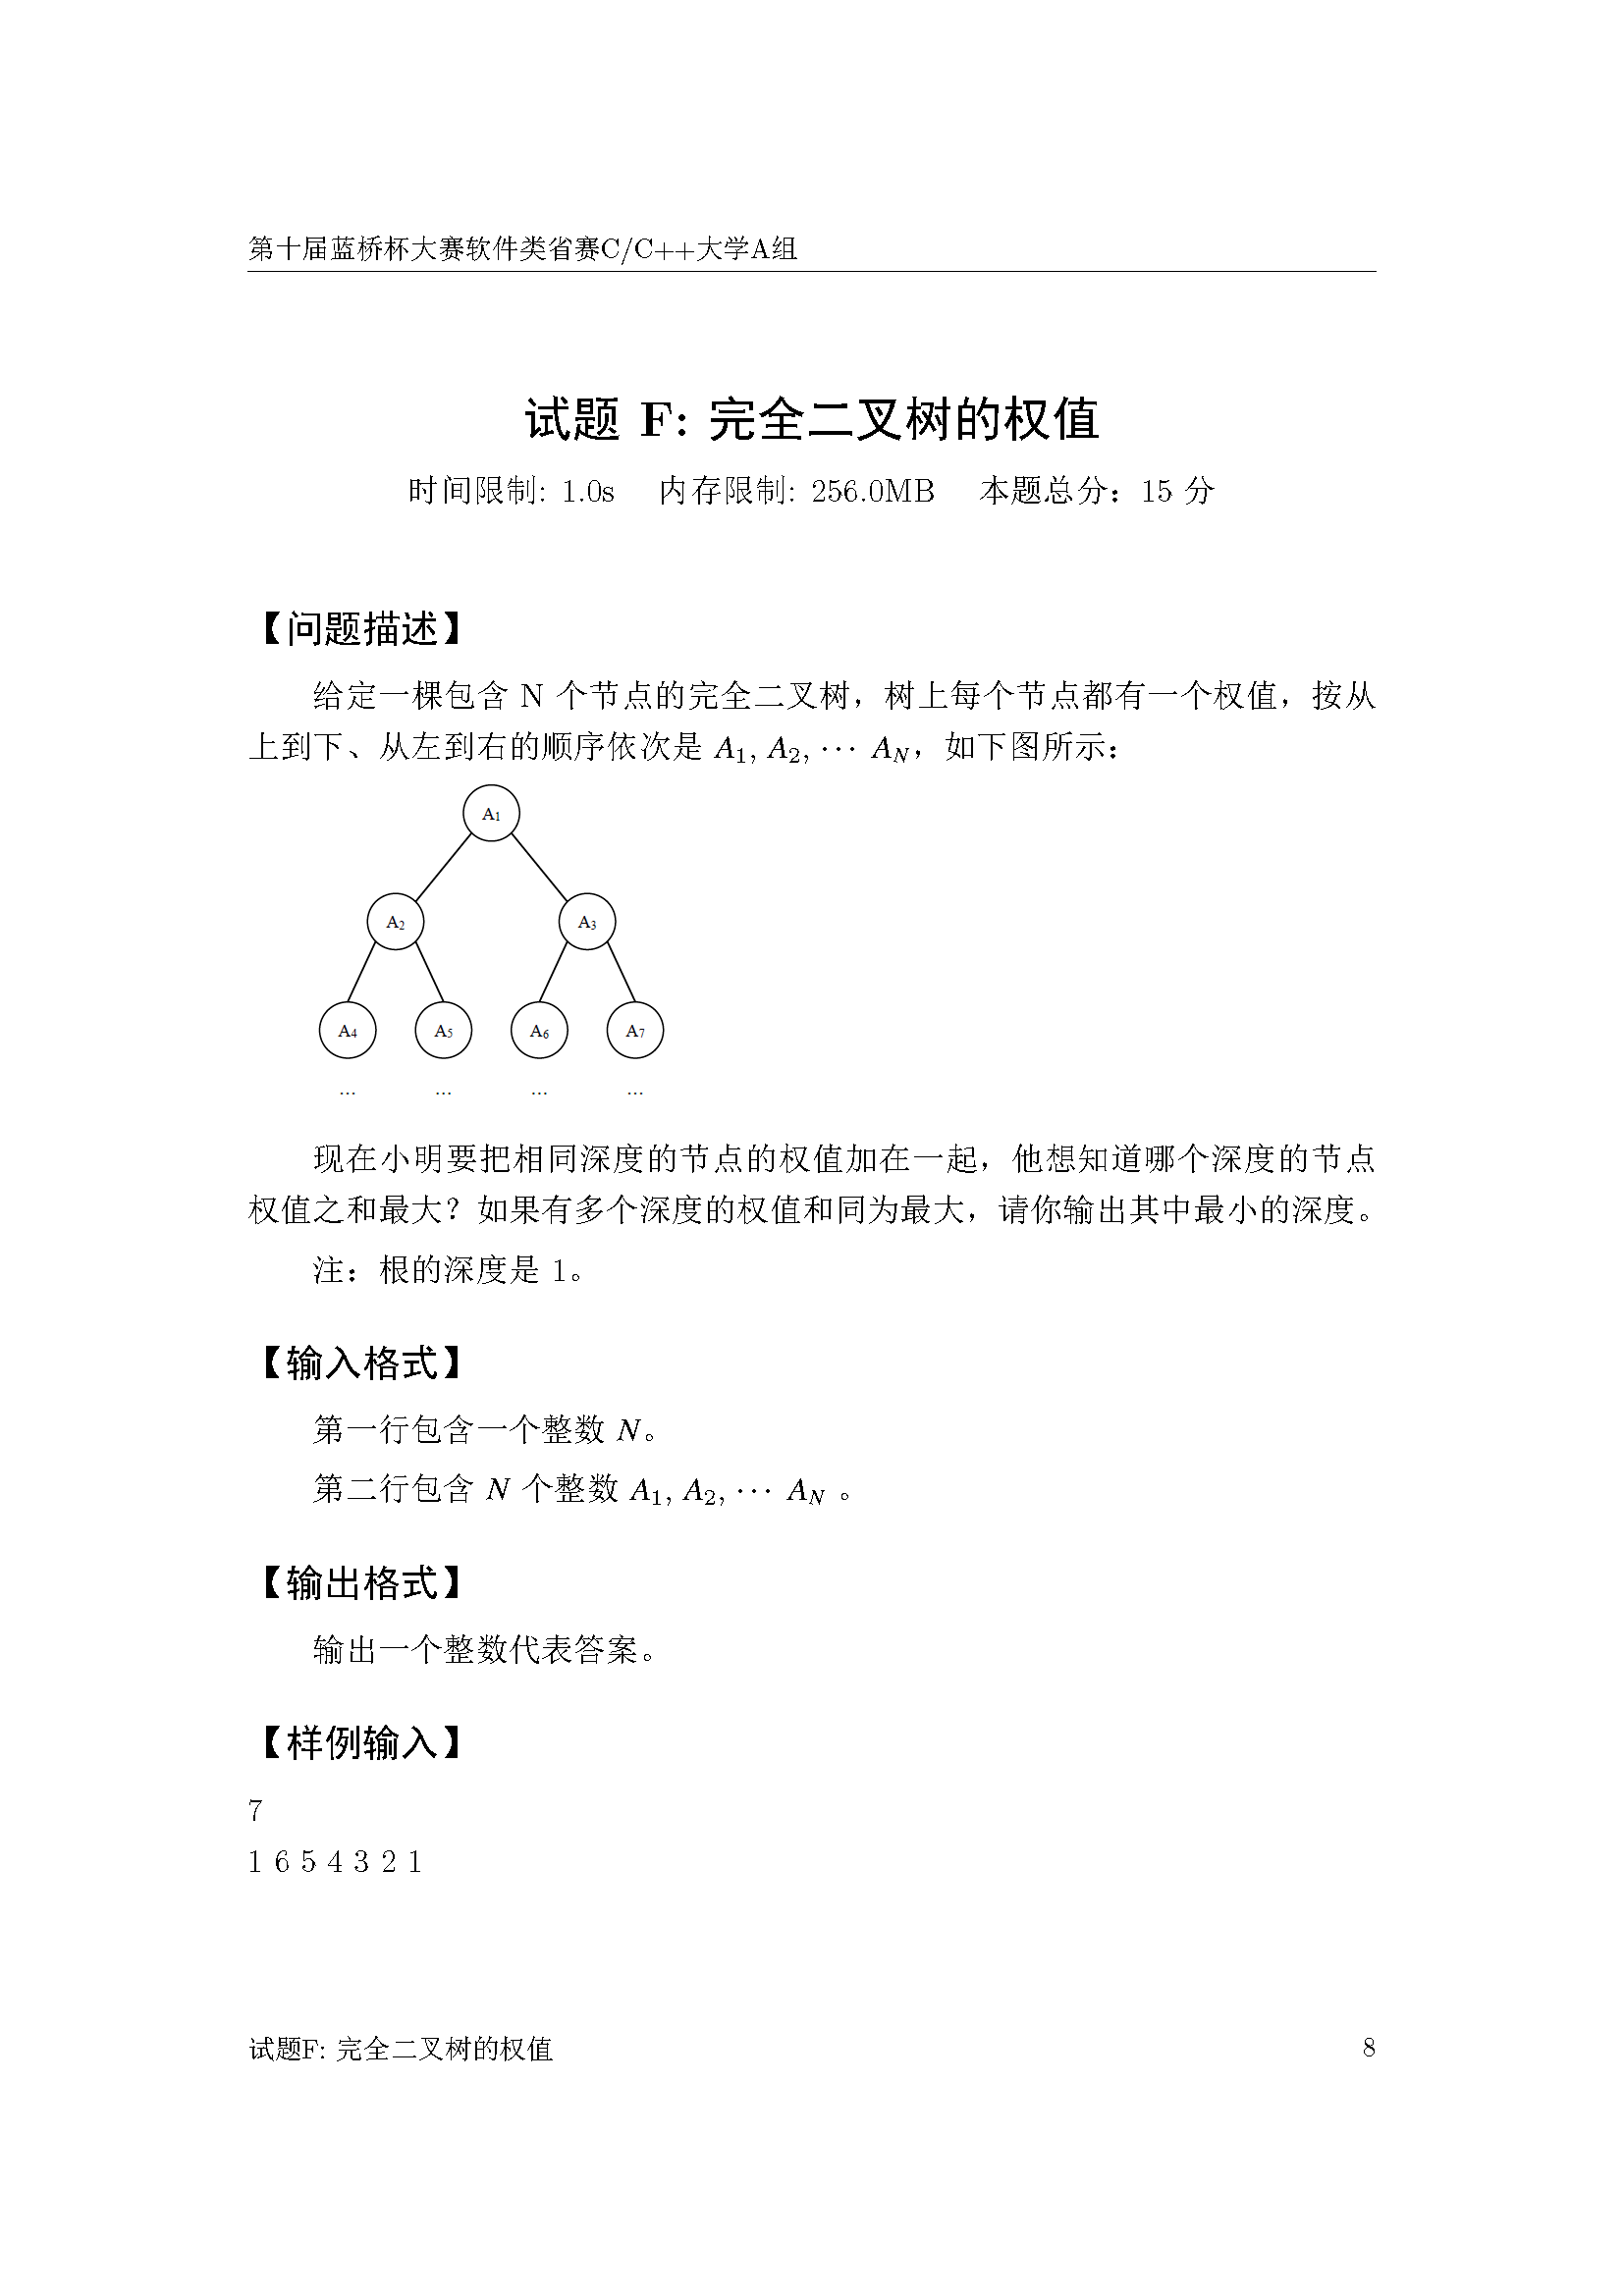 第十届蓝桥杯大赛软件类省赛C/C++大学A组
试题 F: 完全二叉树的权值
时间限制: 1.0s 内存限制: 256.0MB 本题总分：15 分
【问题描述】
给定一棵包含 N 个节点的完全二叉树，树上每个节点都有一个权值，按从
上到下、从左到右的顺序依次是 A₁, A₂, ··· A_N，如下图所示：
A₁
A₂ A₃
A₄ A₅ A₆ A₇
... ... ... ...
现在小明要把相同深度的节点的权值加在一起，他想知道哪个深度的节点
权值之和最大？如果有多个深度的权值和同为最大，请你输出其中最小的深度。
注：根的深度是 1。
【输入格式】
第一行包含一个整数 N。
第二行包含 N 个整数 A₁, A₂, ··· A_N 。
【输出格式】
输出一个整数代表答案。
【样例输入】
7
1 6 5 4 3 2 1
试题F: 完全二叉树的权值 8